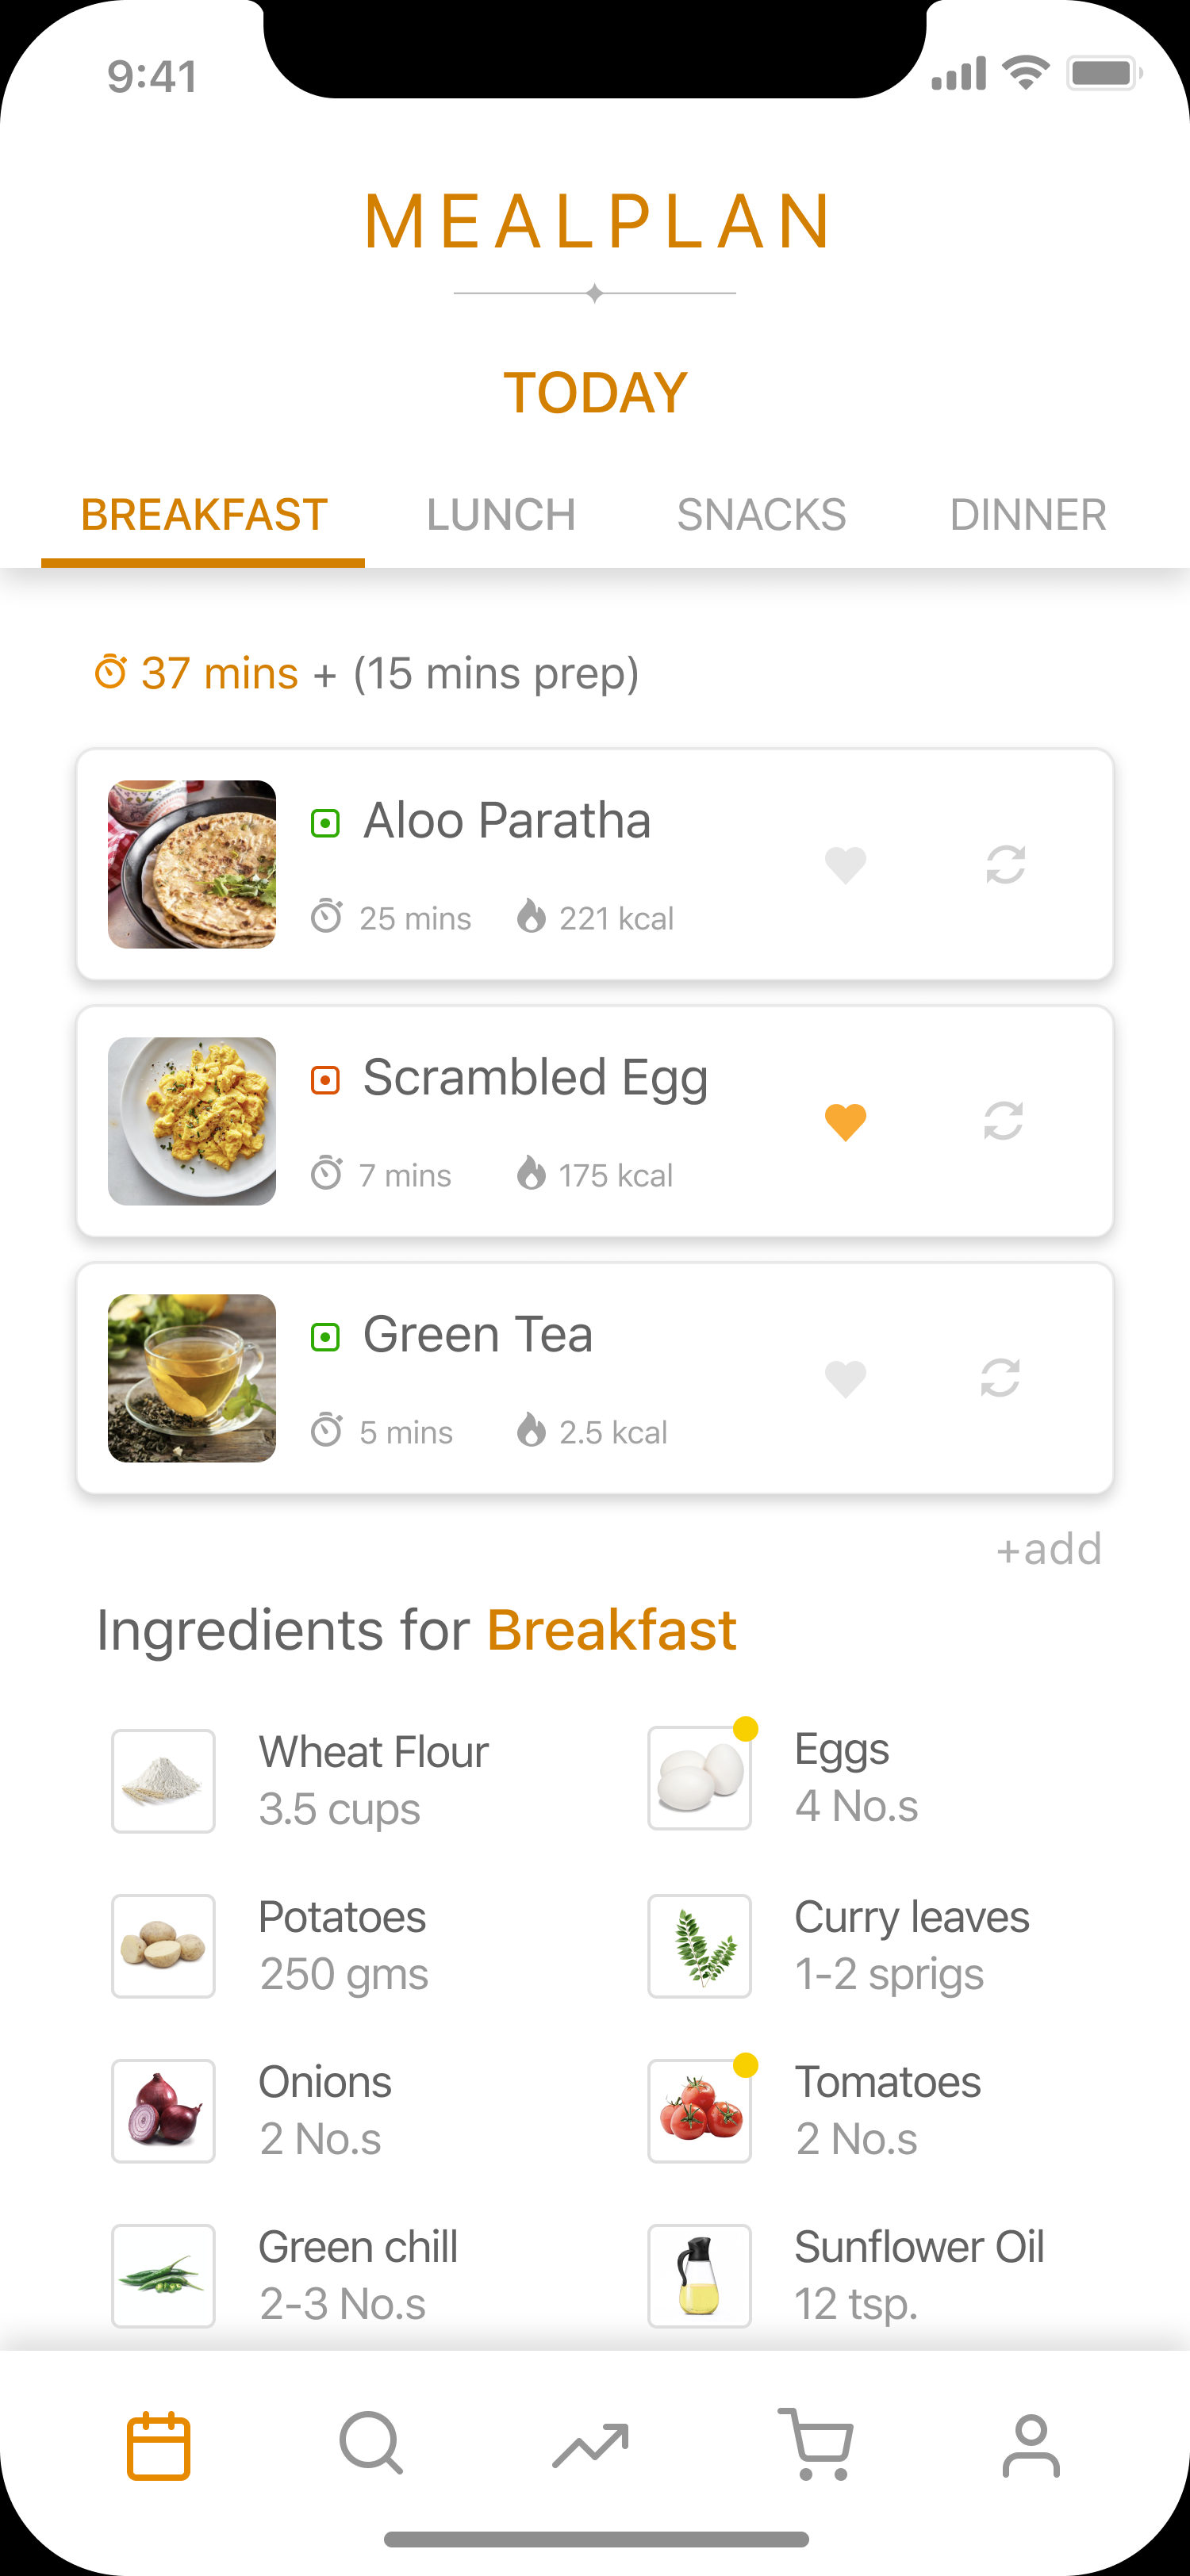 9:41
MEALPLAN
TODAY
BREAKFAST LUNCH SNACKS DINNER
37 mins + (15 mins prep)
Aloo Paratha
25 mins 221 kcal
Scrambled Egg
7 mins 175 kcal
Green Tea
5 mins 2.5 kcal
+add
Ingredients for Breakfast
Wheat Flour
3.5 cups
Eggs
4 No.s
Potatoes
250 gms
Curry leaves
1-2 sprigs
Onions
2 No.s
Tomatoes
2 No.s
Green chill
2-3 No.s
Sunflower Oil
12 tsp.